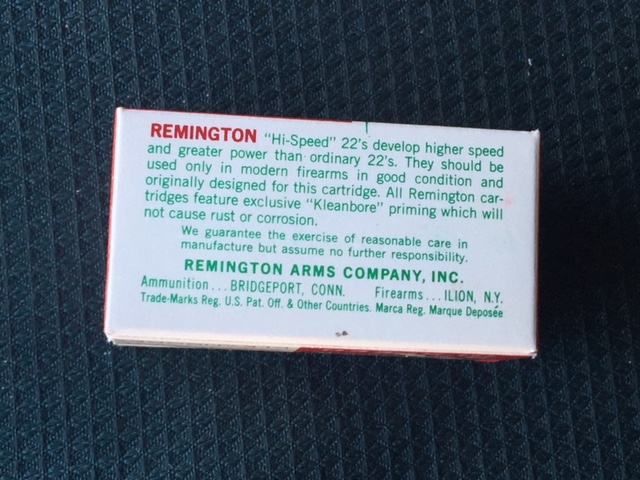 REMINGTON "Hi-Speed" 22's develop higher speed
and greater power than ordinary 22's. They should be
used only in modern firearms in good condition and
originally designed for this cartridge. All Remington car-
tridges feature exclusive "Kleanbore" priming which will
not cause rust or corrosion.
We guarantee the exercise of reasonable care in
manufacture but assume no further responsibility.
REMINGTON ARMS COMPANY, INC.
Ammunition... BRIDGEPORT, CONN. Firearms... ILION, N.Y.
Trade-Marks Reg. U.S. Pat. Off. & Other Countries. Marca Reg. Marque Deposée